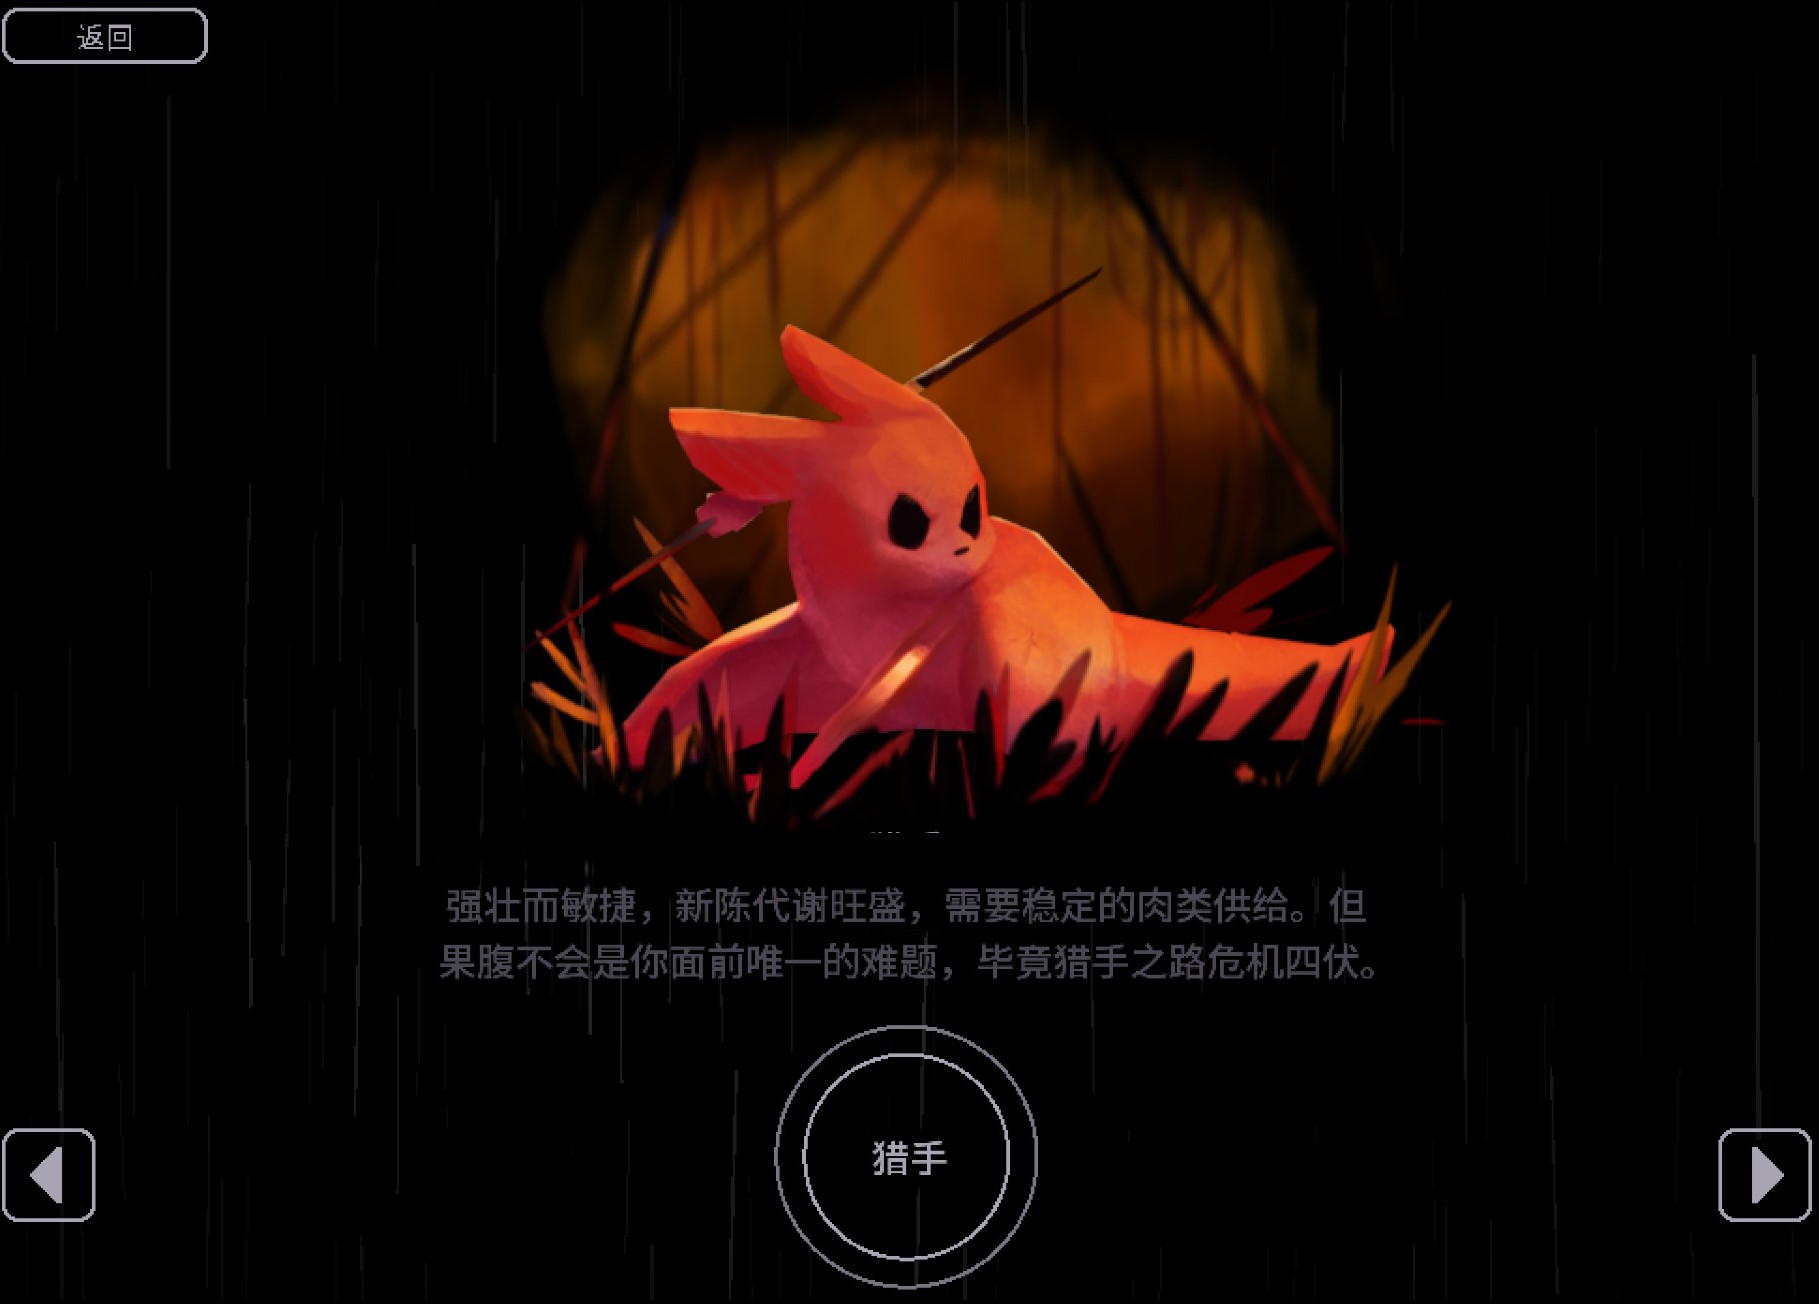 返回
强壮而敏捷，新陈代谢旺盛，需要稳定的肉类供给。但
果腹不会是你面前唯一的难题，毕竟猎手之路危机四伏。
猎手